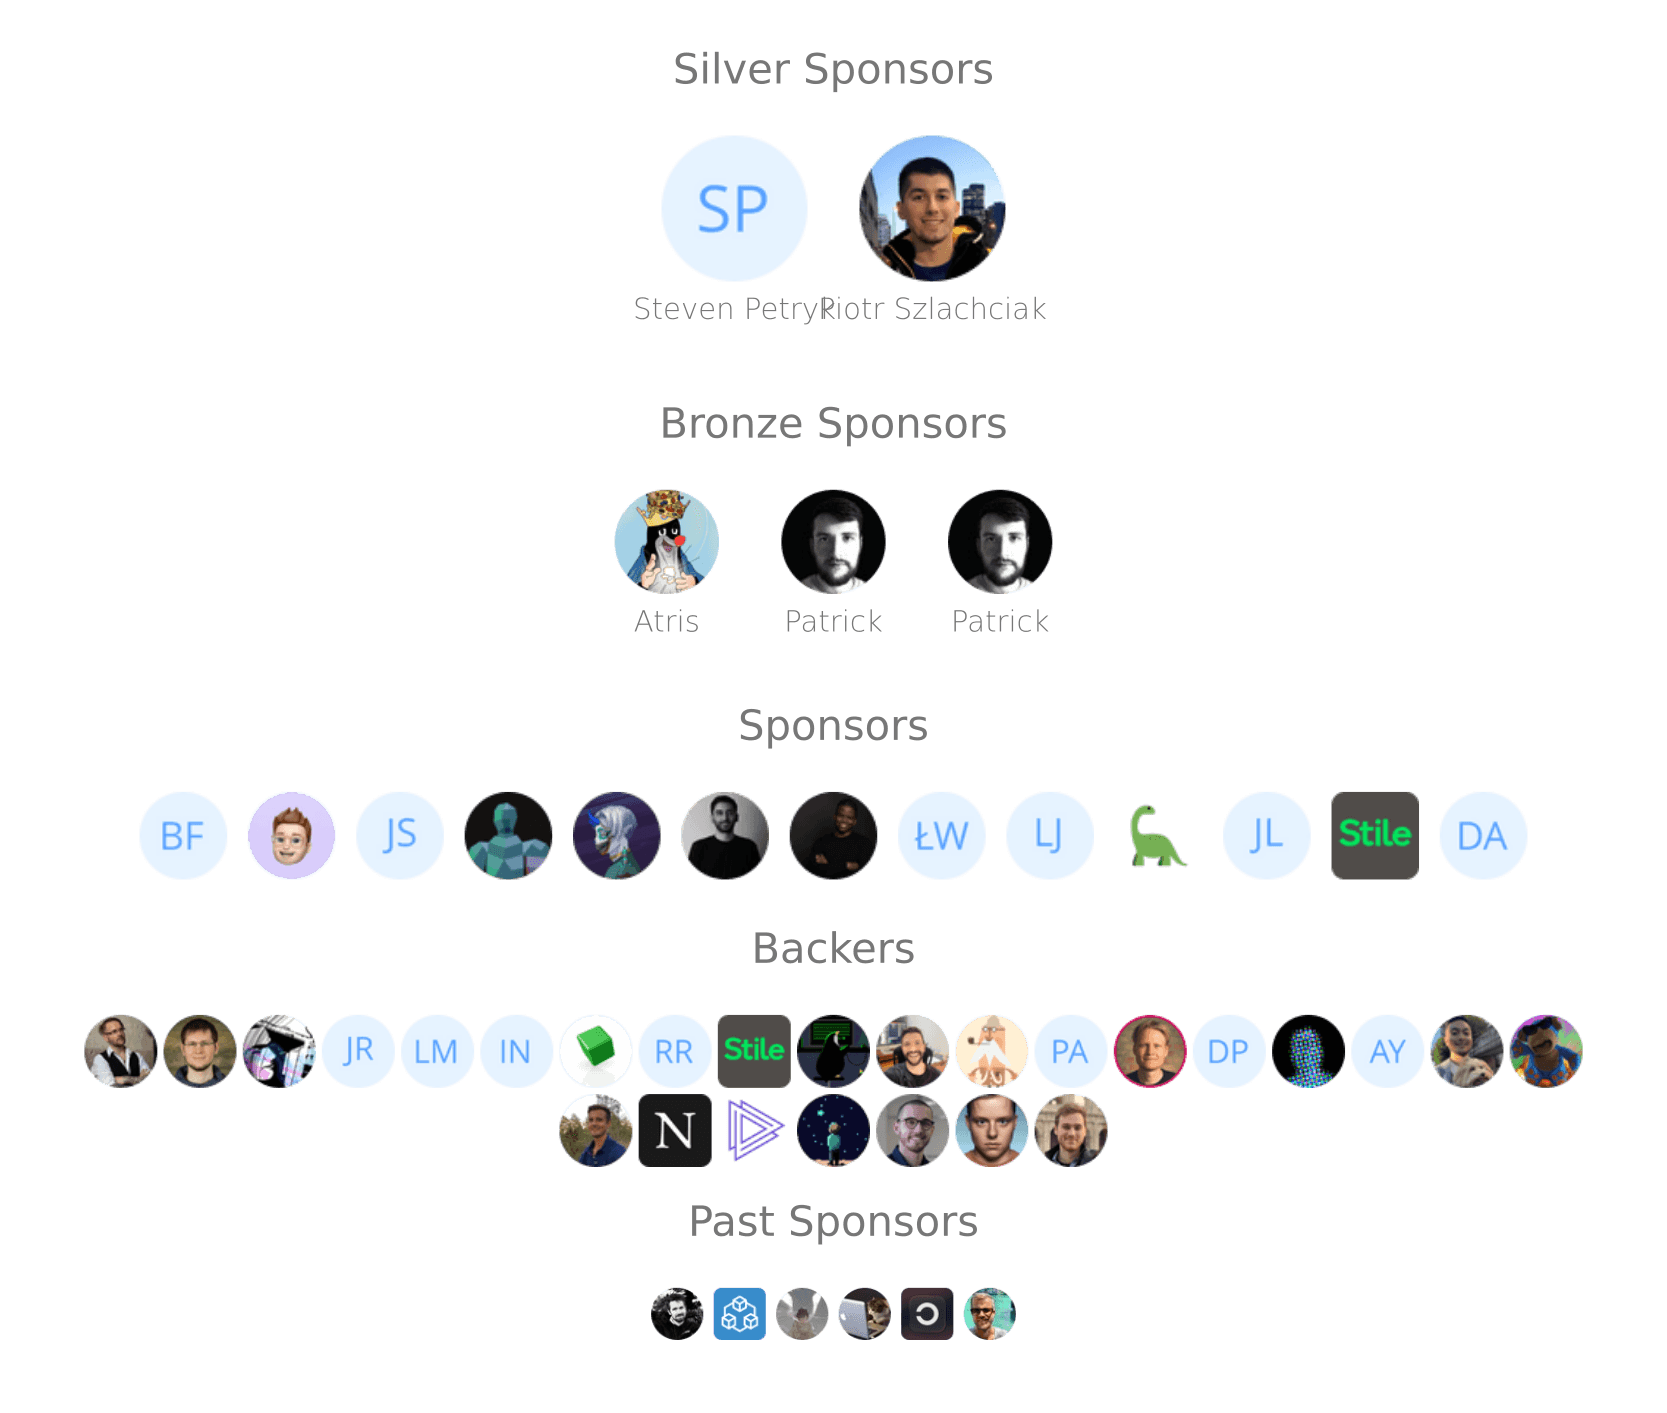 Silver Sponsors
SP
Steven Petryk Piotr Szlachciak
Bronze Sponsors
Atris Patrick Patrick
Sponsors
BF JS ŁW LJ JL Stile DA
Backers
JR LM IN RR Stile PA DP AY
N
Past Sponsors